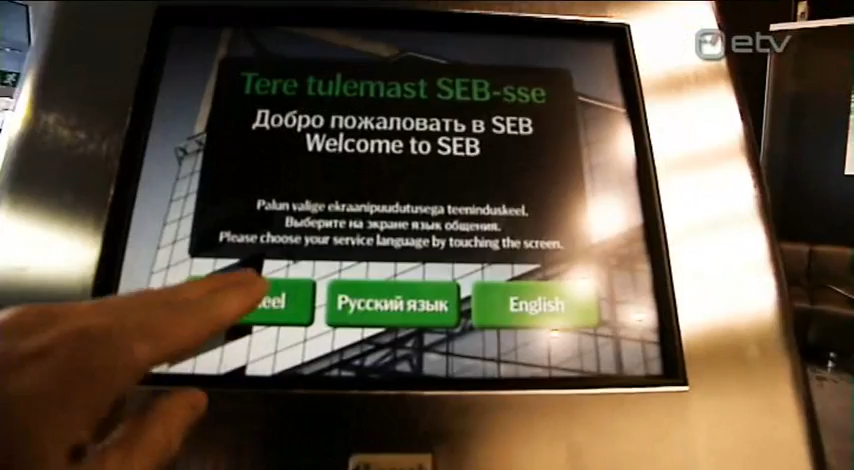 etv
Tere tulemast SEB-sse
Добро пожаловать в SEB
Welcome to SEB
Palun valige ekraanipuudutusega teeninduskeel.
Выберите на экране язык общения.
Please choose your service language by touching the screen.
Русский язык
English